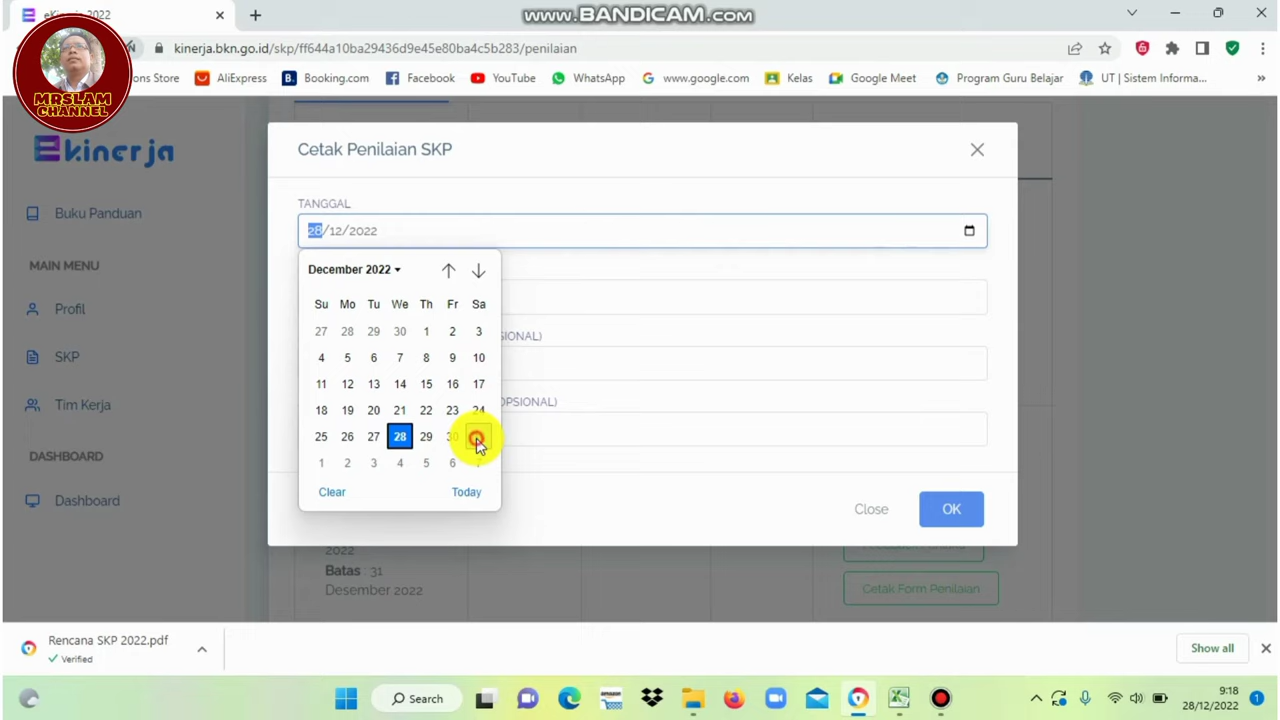 eKinerja 2022
www.BANDICAM.com
kinerja.bkn.go.id/skp/ff644a10ba29436d9e45e80ba4c5b283/penilaian
ons Store
AliExpress
Booking.com
Facebook
YouTube
WhatsApp
www.google.com
Kelas
Google Meet
Program Guru Belajar
UT | Sistem Informa...
MRSLAM
CHANNEL
Ekinerja
Buku Panduan
MAIN MENU
Profil
SKP
Tim Kerja
DASHBOARD
Dashboard
Cetak Penilaian SKP
TANGGAL
28/12/2022
December 2022
Su Mo Tu We Th Fr Sa
27 28 29 30 1 2 3
4 5 6 7 8 9 10
11 12 13 14 15 16 17
18 19 20 21 22 23 24
25 26 27 28 29 30
1 2 3 4 5 6 7
Clear
Today
SIONAL)
OPSIONAL)
Close
OK
2022
Batas : 31
Desember 2022
Cetak Form Penilaian
Rencana SKP 2022.pdf
Verified
Show all
Search
9:18
28/12/2022
1